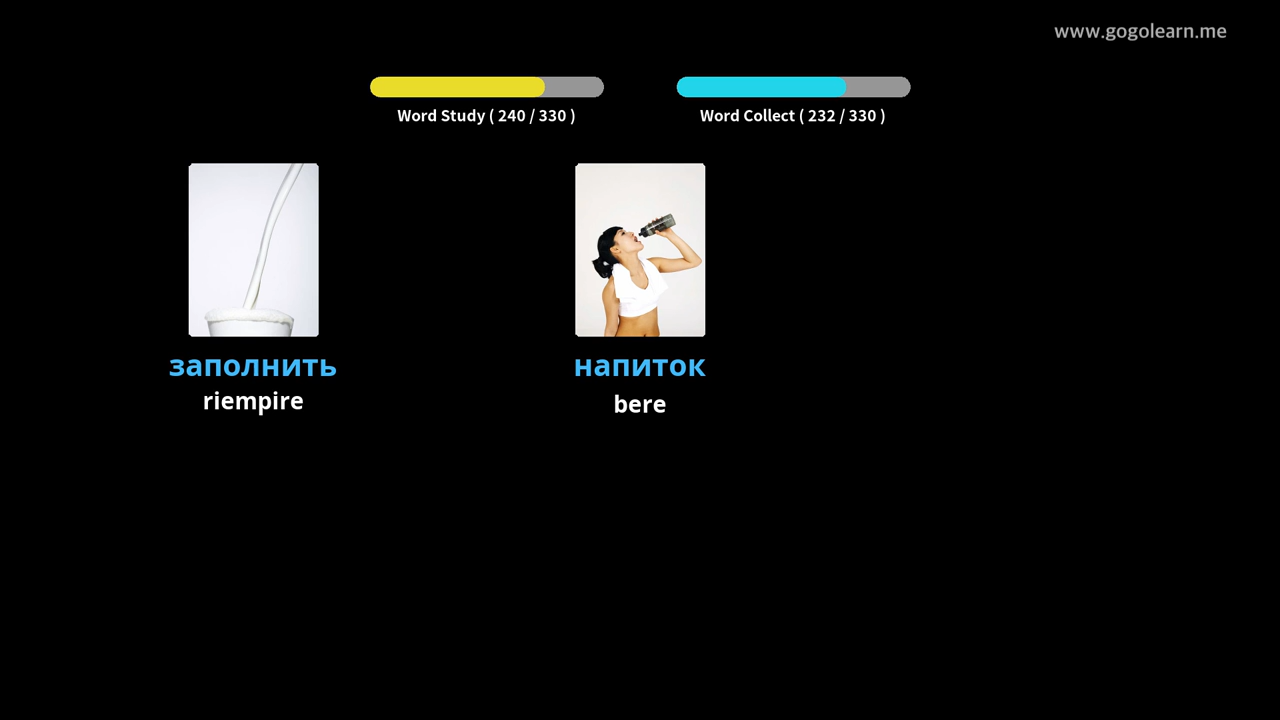 www.gogolearn.me
Word Study ( 240 / 330 )
Word Collect ( 232 / 330 )
заполнить
riempire
напиток
bere